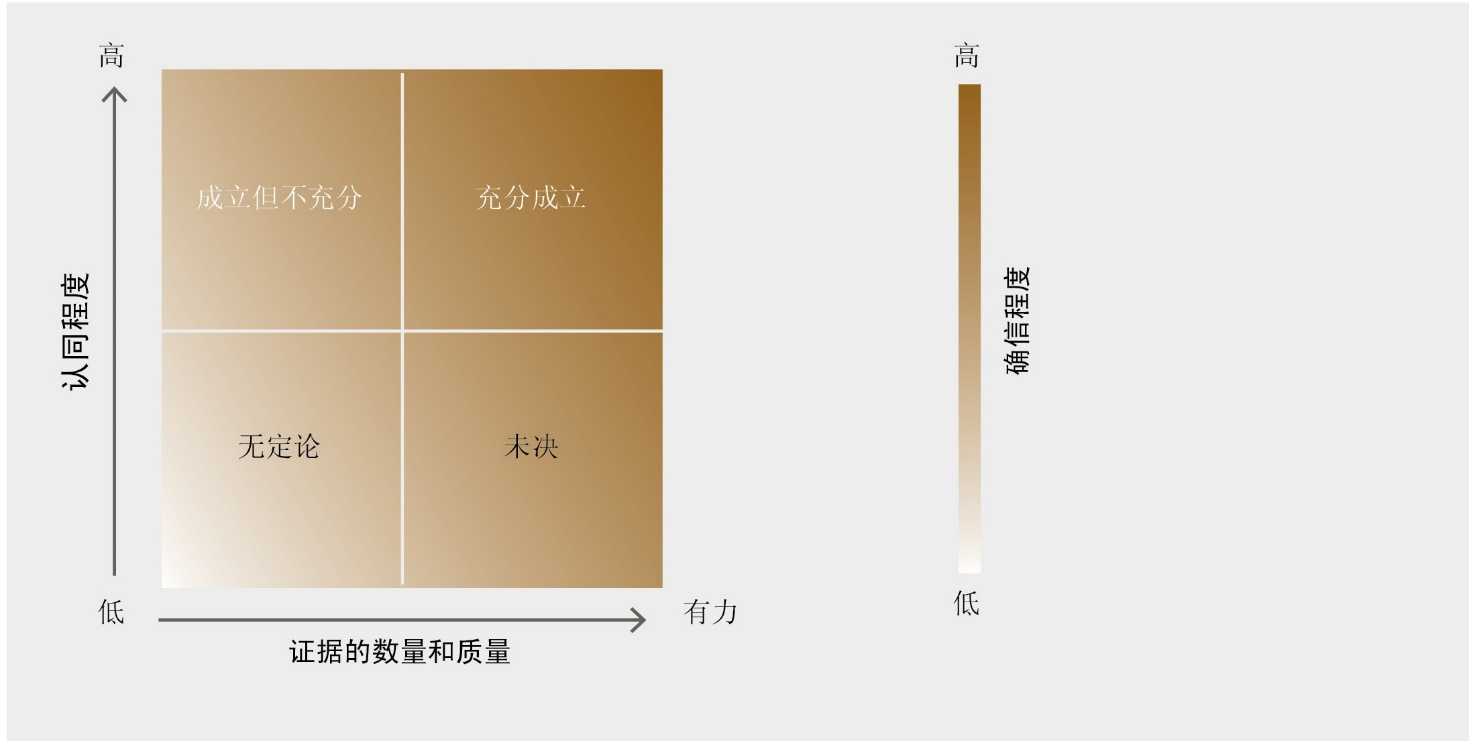 高
认同程度
成立但不充分
充分成立
无定论
未决
低
有力
证据的数量和质量
高
确信程度
低